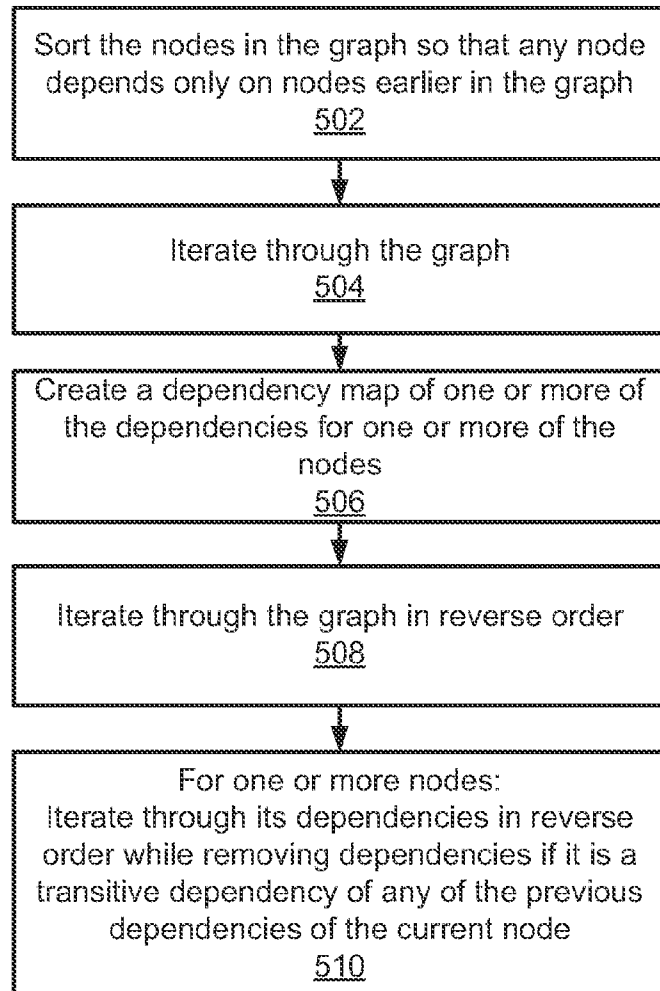 Sort the nodes in the graph so that any node
depends only on nodes earlier in the graph
502
Iterate through the graph
504
Create a dependency map of one or more of
the dependencies for one or more of the
nodes
506
Iterate through the graph in reverse order
508
For one or more nodes:
Iterate through its dependencies in reverse
order while removing dependencies if it is a
transitive dependency of any of the previous
dependencies of the current node
510